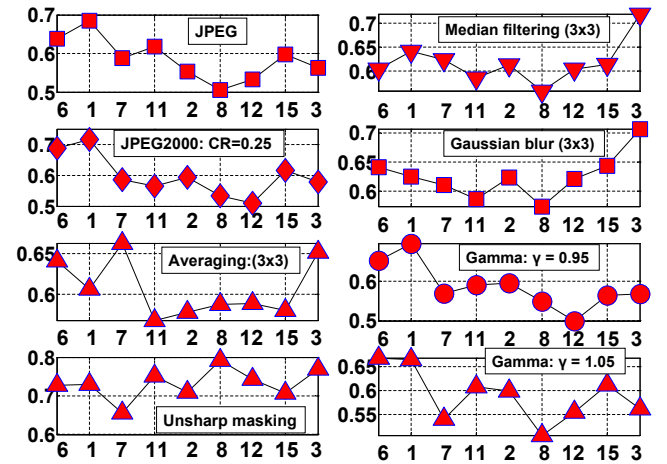 0.7
0.6
0.5
JPEG
6 1 7 11 2 8 12 15 3
0.7
0.65
0.6
Median filtering (3x3)
6 1 7 11 2 8 12 15 3
0.7
0.6
0.5
JPEG2000: CR=0.25
6 1 7 11 2 8 12 15 3
0.7
0.65
0.6
Gaussian blur (3x3)
6 1 7 11 2 8 12 15 3
0.65
0.6
Averaging:(3x3)
6 1 7 11 2 8 12 15 3
0.6
0.5
Gamma: γ = 0.95
6 1 7 11 2 8 12 15 3
0.8
0.7
0.6
Unsharp masking
6 1 7 11 2 8 12 15 3
0.65
0.6
0.55
Gamma: γ = 1.05
6 1 7 11 2 8 12 15 3